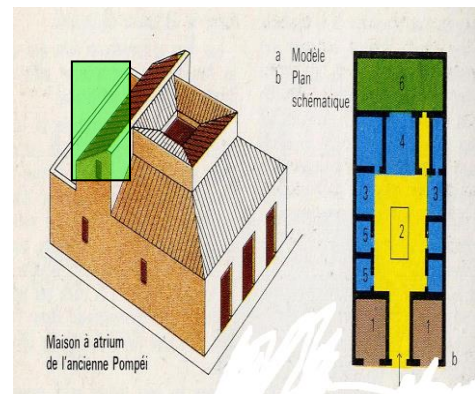 a Modèle
b Plan
schématique
6
4
3
3
2
5
5
1
1
b
Maison à atrium
de l'ancienne Pompéi